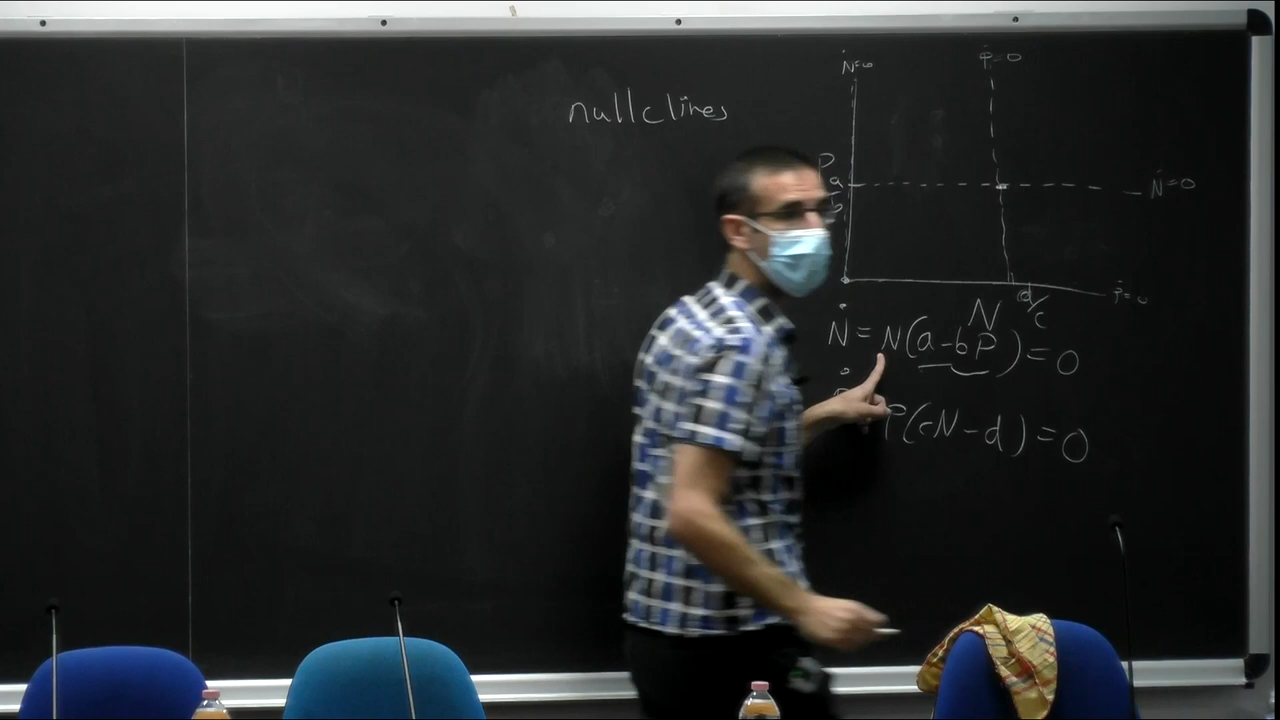 nullclines
Ṅ=0
Ṗ=0
P
a
b
Ṅ=0
Ṗ=0
d/c
N
Ṅ = N(a-bP) = 0
P(cN-d) = 0